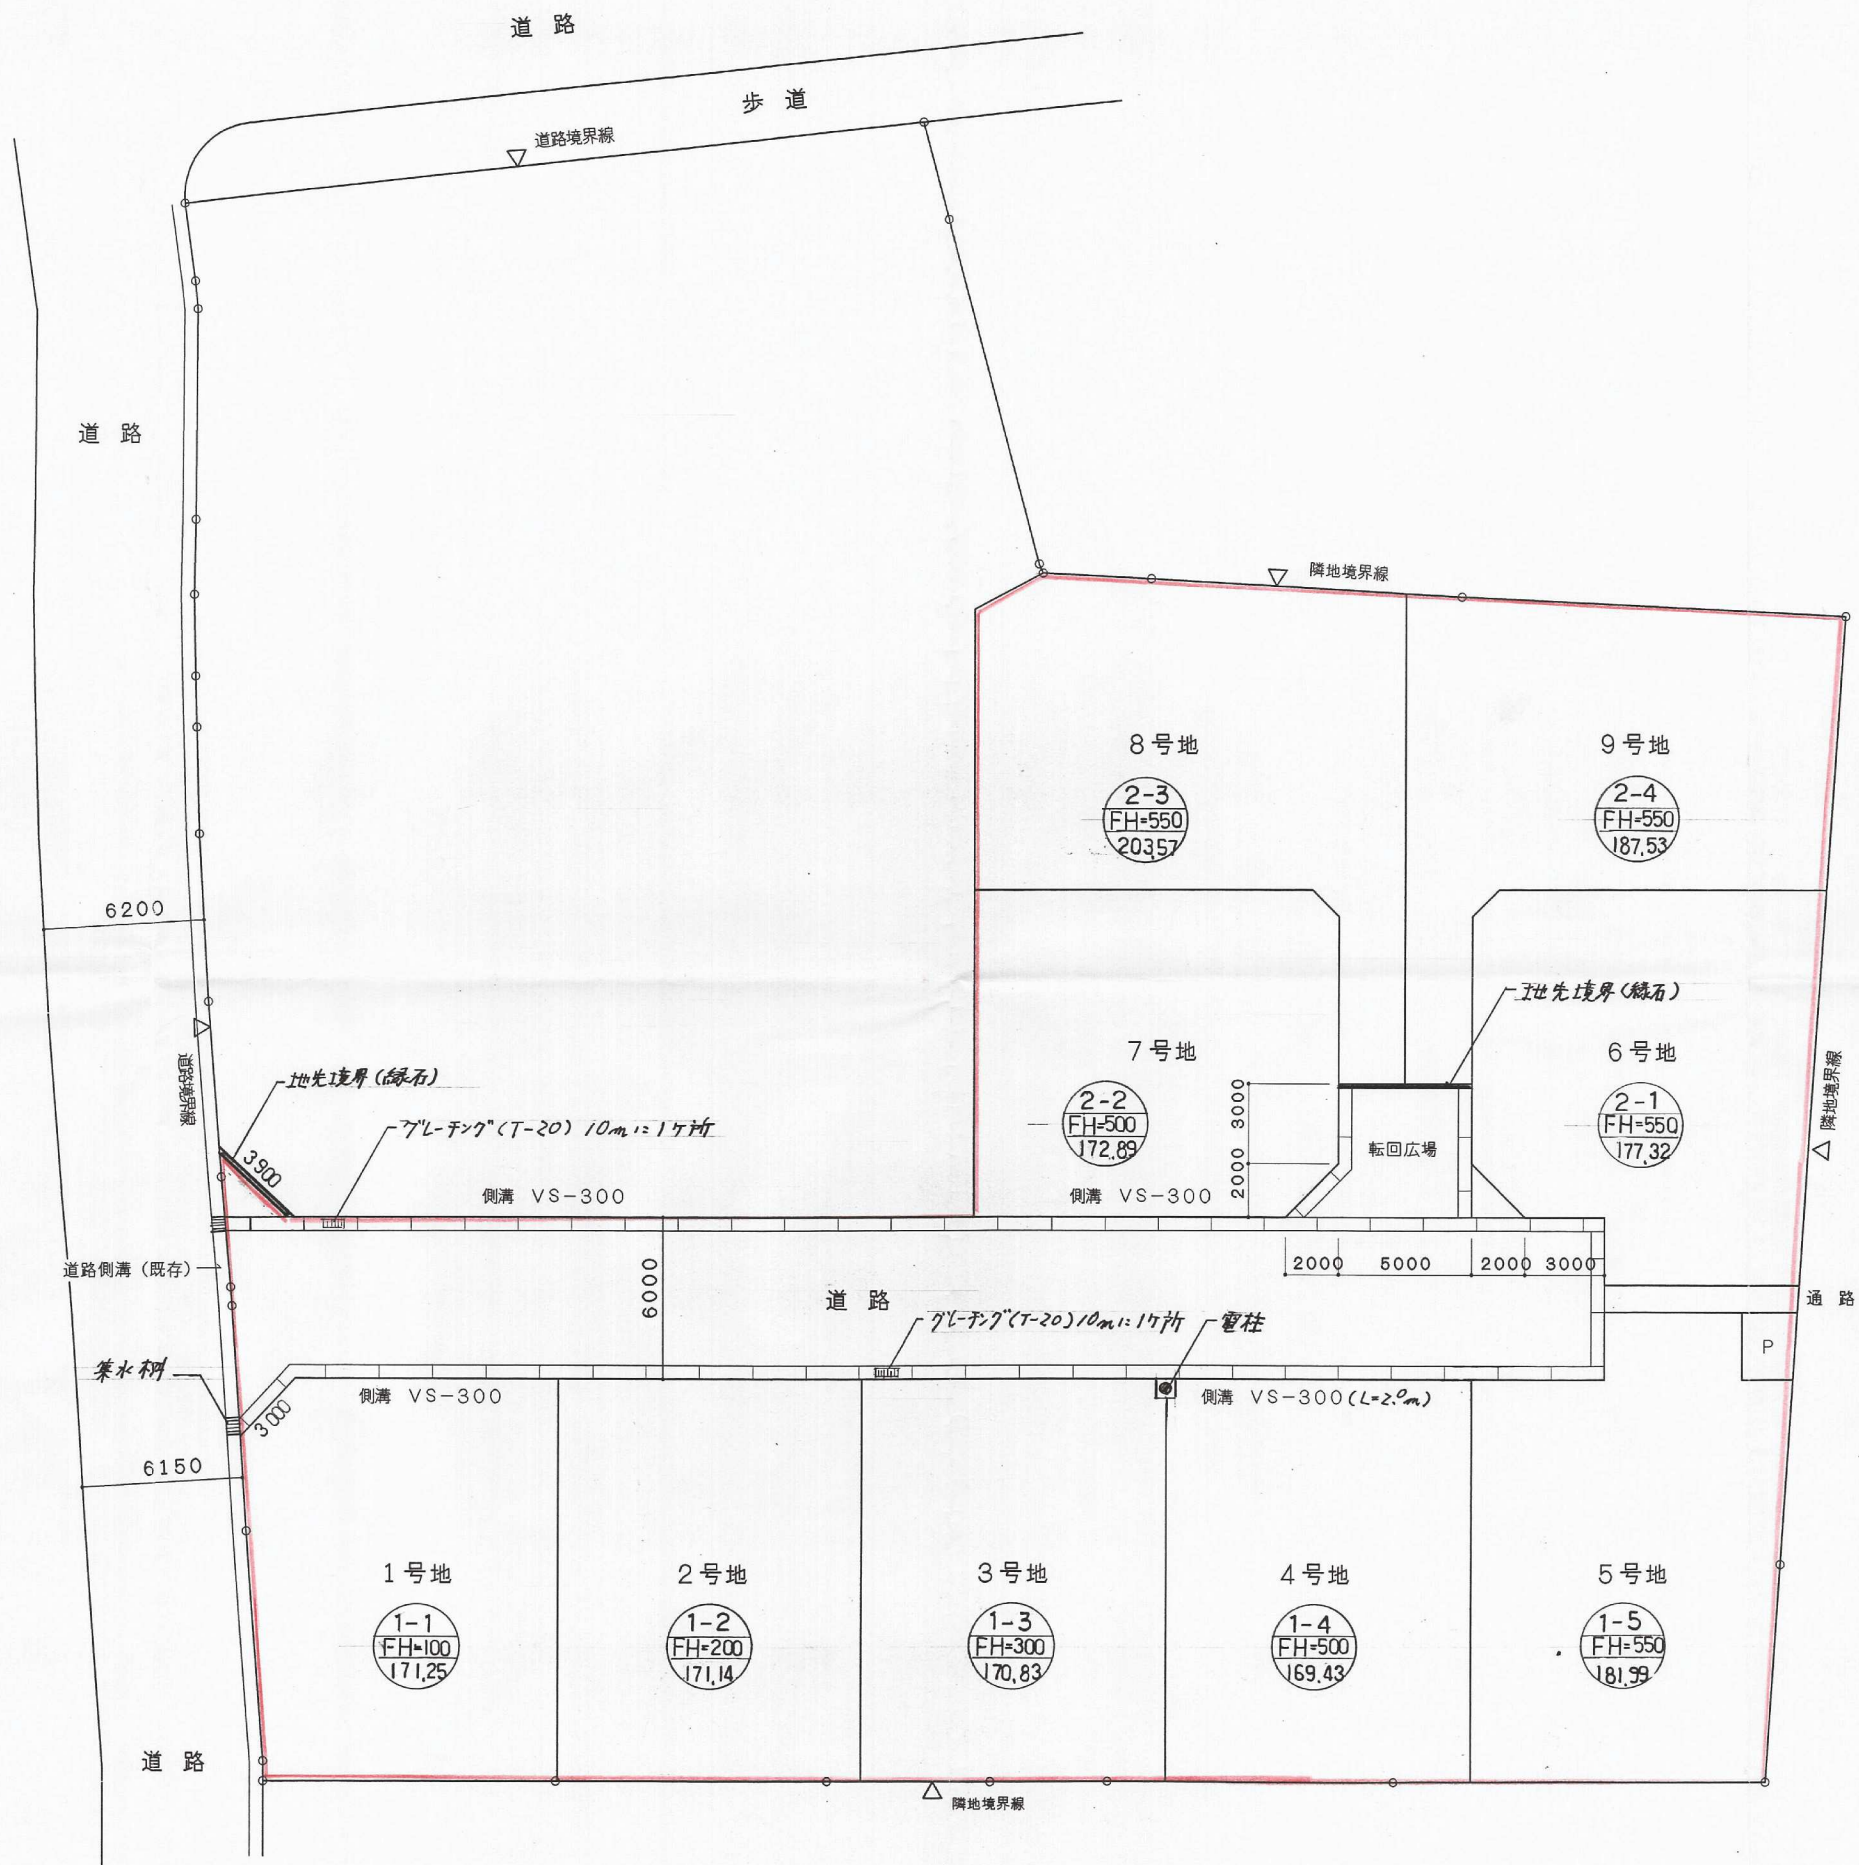 道 路
歩 道
道路境界線
道 路
隣地境界線
8号地
2-3
FH=550
203.57
9号地
2-4
FH=550
187.53
6200
道路境界線
地先境界(縁石)
地先境界(縁石)
グレーチング(T-20) 10mに1ケ所
3900
側溝 VS-300
7号地
2-2
FH=500
172.89
側溝 VS-300
3000
2000
転回広場
6号地
2-1
FH=550
177.32
隣地境界線
道路側溝(既存)
6000
道 路
2000
5000
2000
3000
通 路
P
グレーチング(T-20) 10mに1ケ所
電柱
集水桝
3000
側溝 VS-300
側溝 VS-300(L=2.0m)
6150
1号地
1-1
FH=100
171.25
2号地
1-2
FH=200
171.14
3号地
1-3
FH=300
170.83
4号地
1-4
FH=500
169.43
5号地
1-5
FH=550
181.99
道 路
隣地境界線